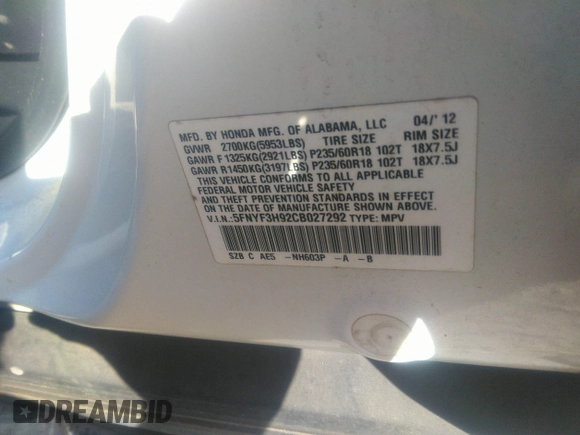 MFD. BY HONDA MFG. OF ALABAMA, LLC 04/'12
GVWR 2700KG(5953LBS) TIRE SIZE RIM SIZE
GAWR F 1325KG(2921LBS) P235/60R18 102T 18X7.5J
GAWR R 1450KG(3197LBS) P235/60R18 102T 18X7.5J
THIS VEHICLE CONFORMS TO ALL APPLICABLE
FEDERAL MOTOR VEHICLE SAFETY
AND THEFT PREVENTION STANDARDS IN EFFECT ON
THE DATE OF MANUFACTURE SHOWN ABOVE.
V.I.N.:5FNYF3H92CB027292 TYPE: MPV
SZB C AE5 -NH603P -A -B
DREAMBID